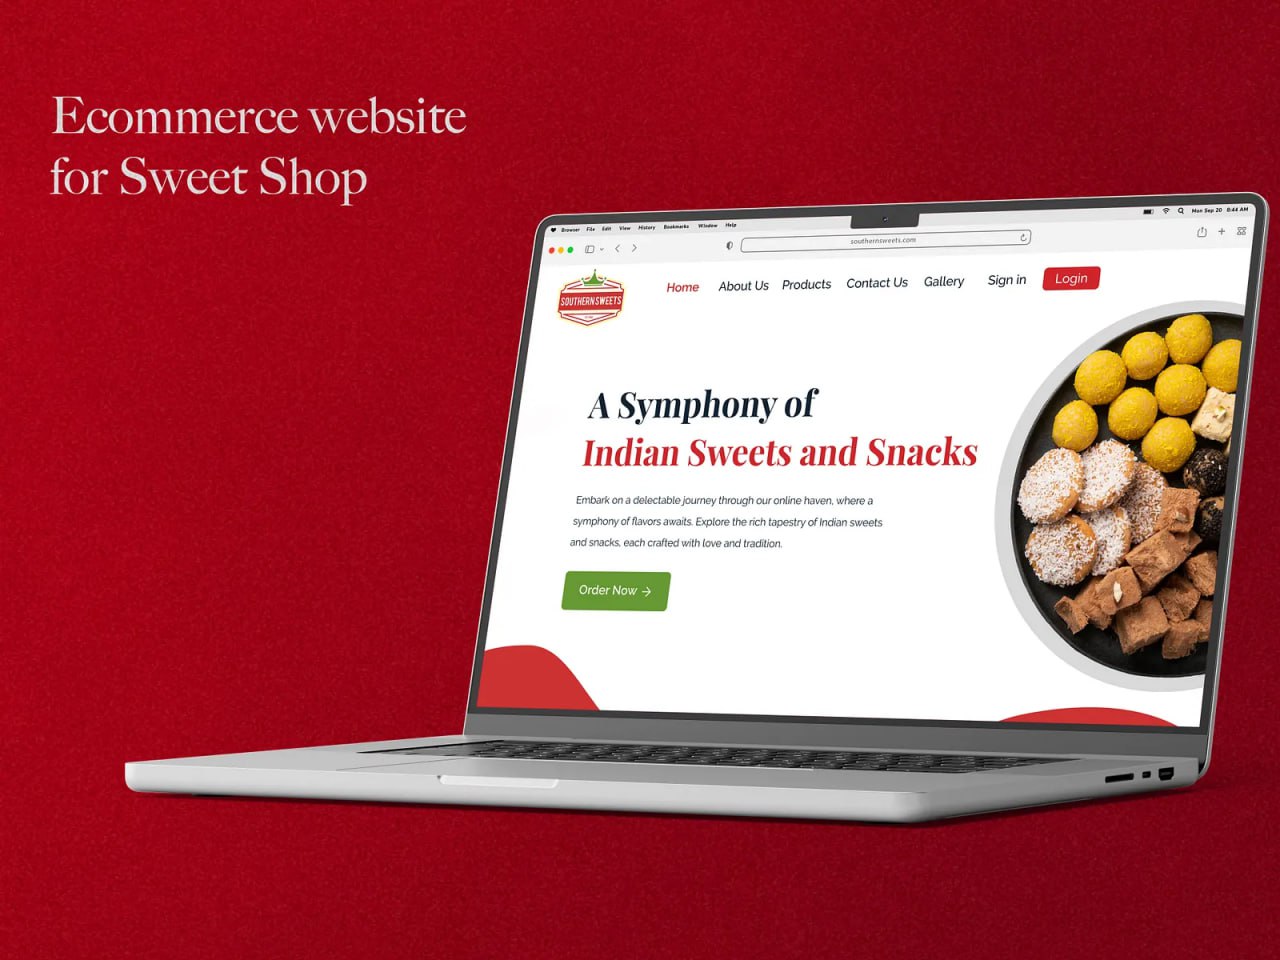 Ecommerce website
for Sweet Shop
Browser File Edit View History Bookmarks Window Help
Mon Sep 20 8:44 AM
southernsweets.com
SOUTHERN SWEETS
Home About Us Products Contact Us Gallery Sign in Login
A Symphony of
Indian Sweets and Snacks
Embark on a delectable journey through our online haven, where a
symphony of flavors awaits. Explore the rich tapestry of Indian sweets
and snacks, each crafted with love and tradition.
Order Now →